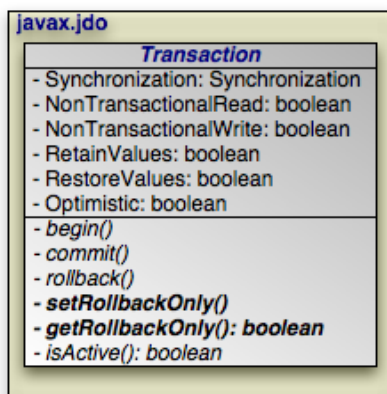 javax.jdo
Transaction
- Synchronization: Synchronization
- NonTransactionalRead: boolean
- NonTransactionalWrite: boolean
- RetainValues: boolean
- RestoreValues: boolean
- Optimistic: boolean
- begin()
- commit()
- rollback()
- setRollbackOnly()
- getRollbackOnly(): boolean
- isActive(): boolean